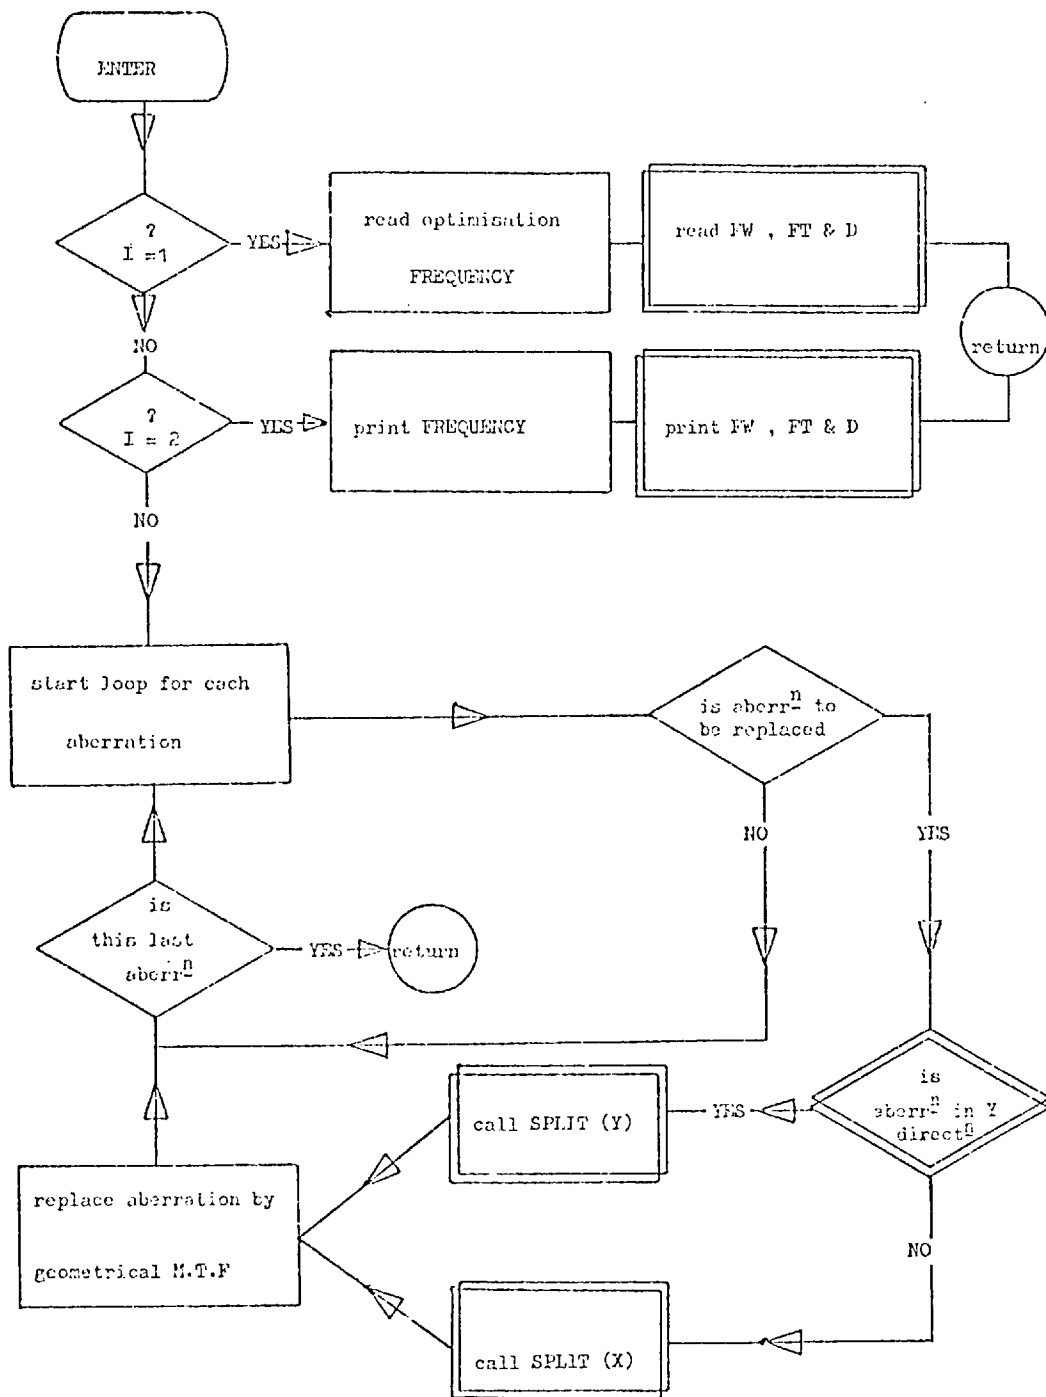 ENTER
?
I =1
YES
read optimisation
FREQUENCY
read FW , FT & D
return
NO
?
I = 2
YES
print FREQUENCY
print FW , FT & D
NO
start loop for each
aberration
is aberrn to
be replaced
NO
YES
is
this last
aberrn
YES
return
is
aberrn in Y
directn
YES
call SPLIT (Y)
replace aberration by
geometrical M.T.F
NO
call SPLIT (X)